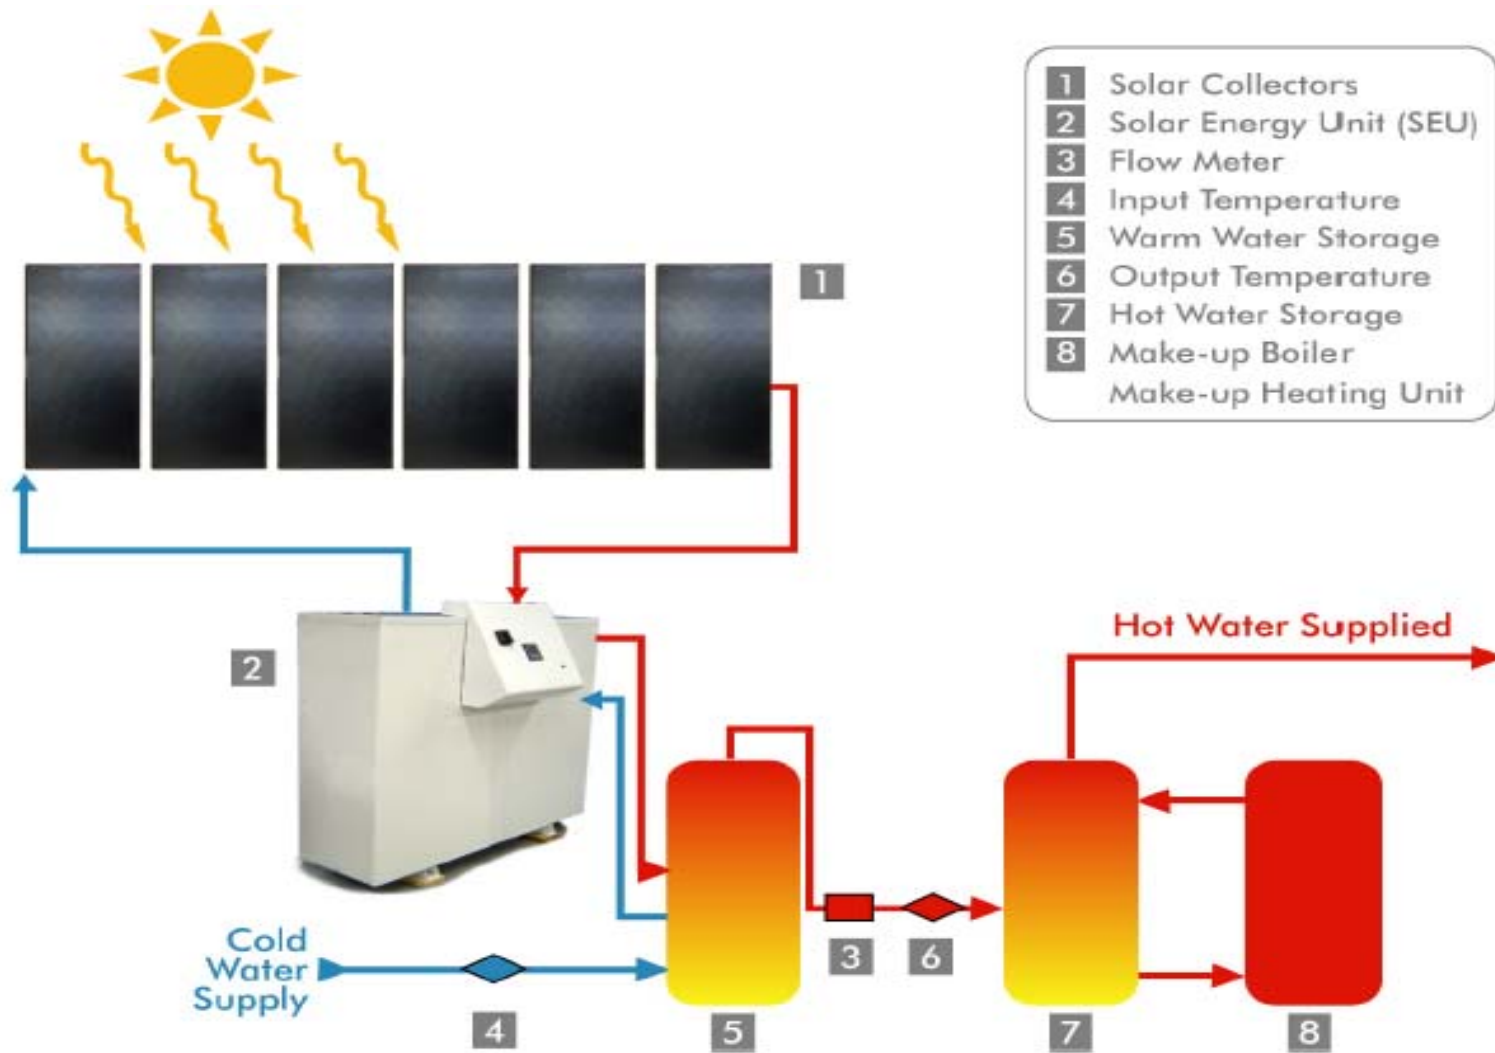 1 Solar Collectors
2 Solar Energy Unit (SEU)
3 Flow Meter
4 Input Temperature
5 Warm Water Storage
6 Output Temperature
7 Hot Water Storage
8 Make-up Boiler
Make-up Heating Unit
1
2
Hot Water Supplied
Cold
Water
Supply
3
6
4
5
7
8